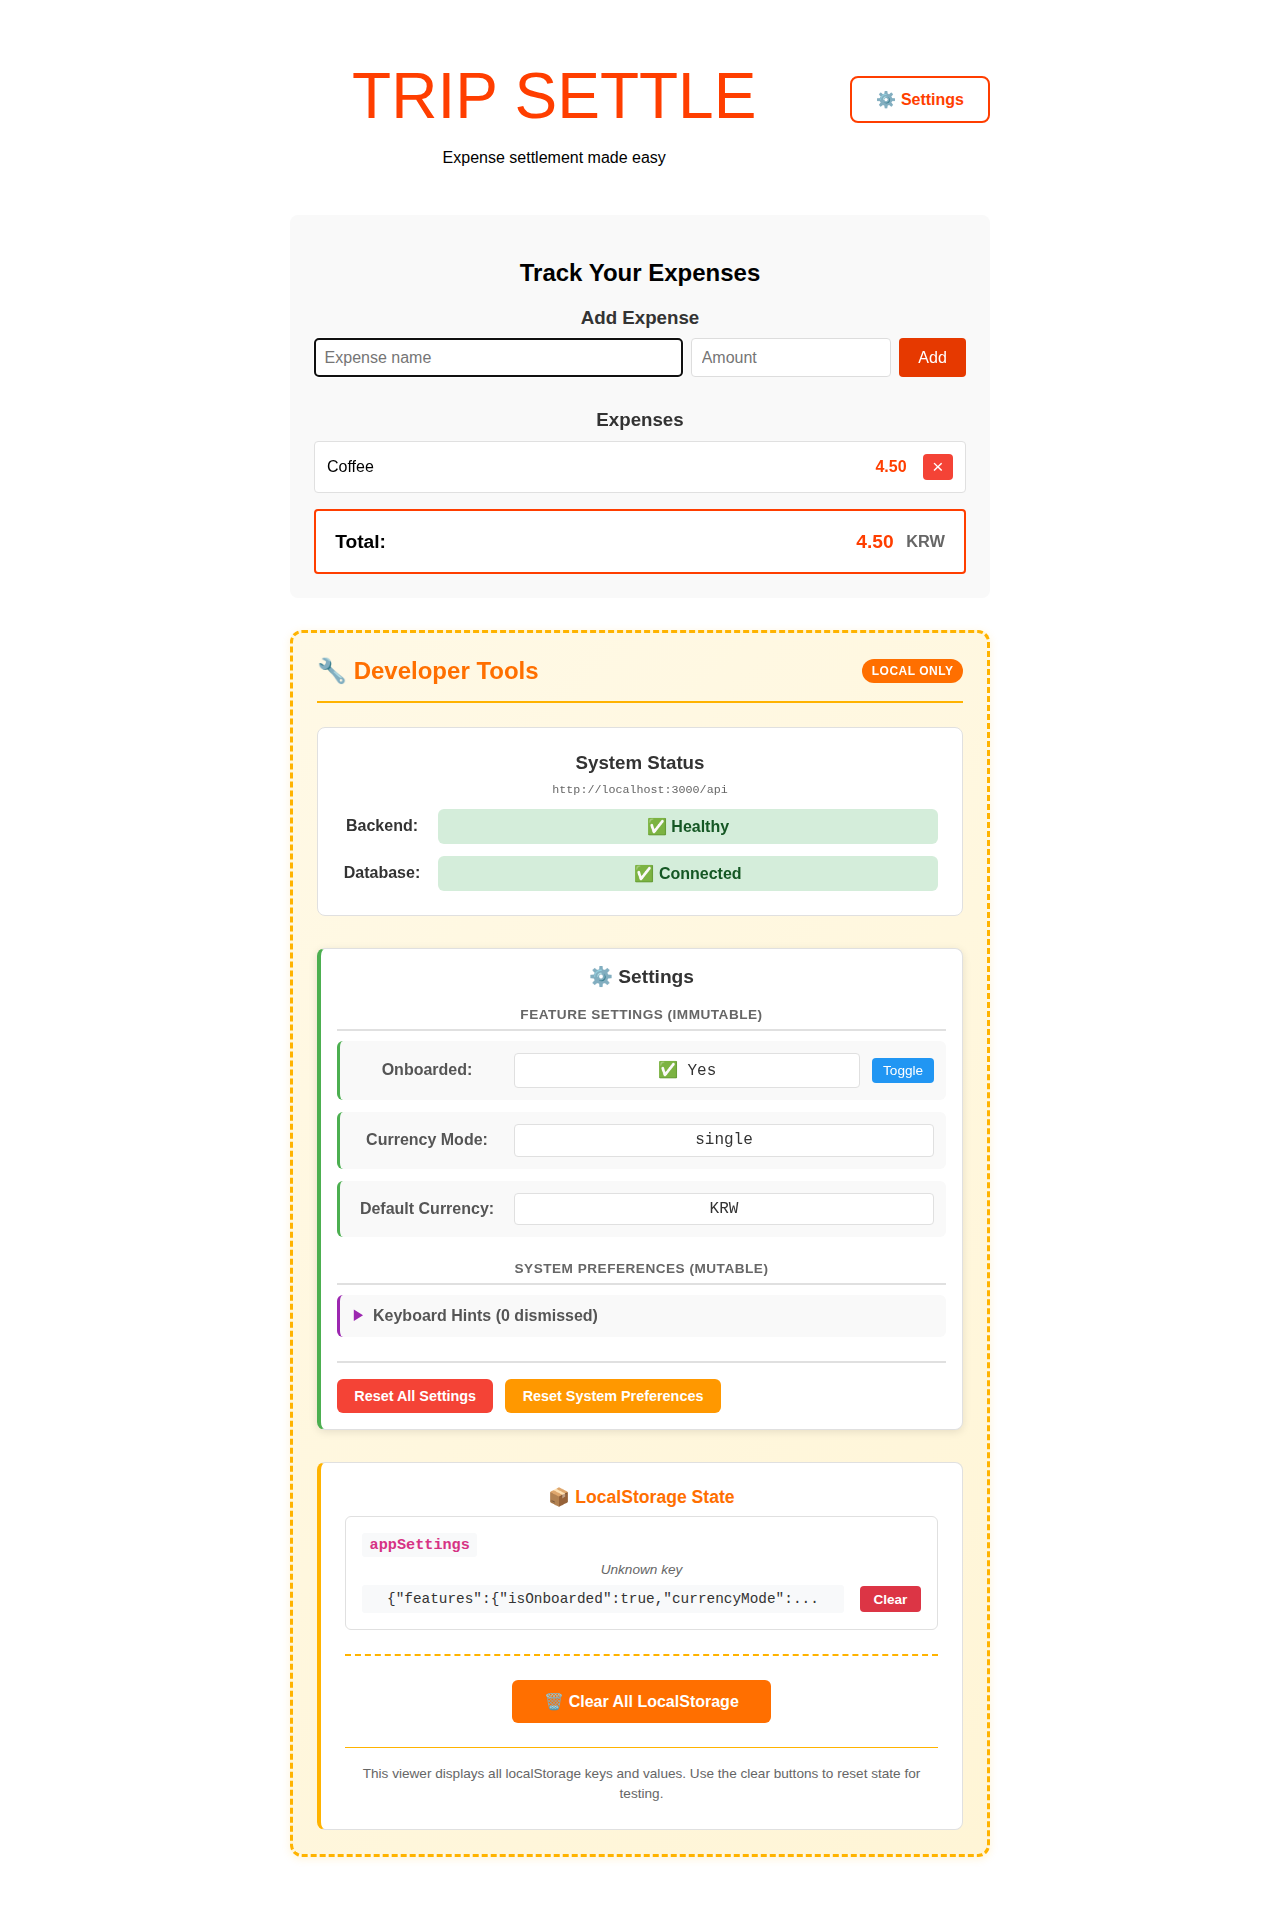 TRIP SETTLE
⚙️ Settings
Expense settlement made easy
Track Your Expenses
Add Expense
Expense name
Amount
Add
Expenses
Coffee 4.50 ×
Total: 4.50 KRW
🔧 Developer Tools
LOCAL ONLY
System Status
http://localhost:3000/api
Backend: ✅ Healthy
Database: ✅ Connected
⚙️ Settings
FEATURE SETTINGS (IMMUTABLE)
Onboarded: ✅ Yes Toggle
Currency Mode: single
Default Currency: KRW
SYSTEM PREFERENCES (MUTABLE)
▶ Keyboard Hints (0 dismissed)
Reset All Settings
Reset System Preferences
📦 LocalStorage State
appSettings
Unknown key
{"features":{"isOnboarded":true,"currencyMode":...
Clear
🗑️ Clear All LocalStorage
This viewer displays all localStorage keys and values. Use the clear buttons to reset state for
testing.